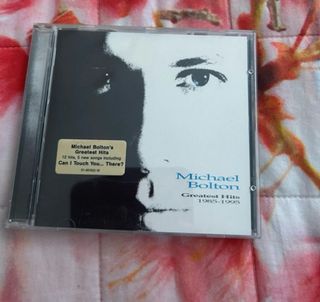 Michael Bolton's
Greatest Hits
12 hits, 5 new songs including
Can I Touch You... There?
Michael
Bolton
Greatest Hits
1985-1995